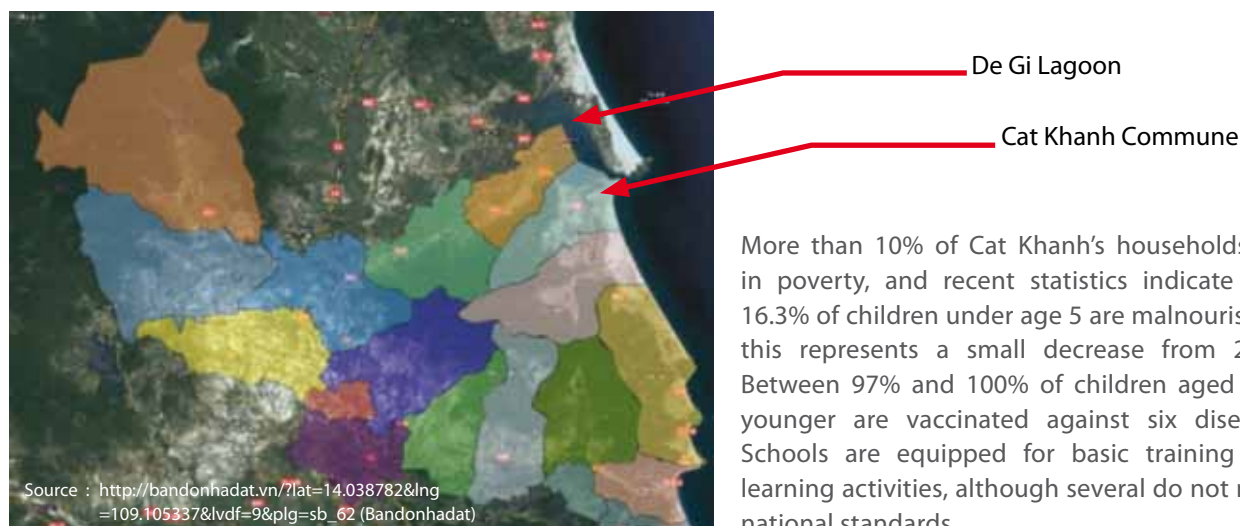 De Gi Lagoon
Cat Khanh Commune
More than 10% of Cat Khanh’s households
in poverty, and recent statistics indicate
16.3% of children under age 5 are malnouris
this represents a small decrease from 2
Between 97% and 100% of children aged
younger are vaccinated against six dise
Schools are equipped for basic training
learning activities, although several do not
national standards.
Source : http://bandonhadat.vn/?lat=14.038782&lng
=109.105337&lvdf=9&plg=sb_62 (Bandonhadat)